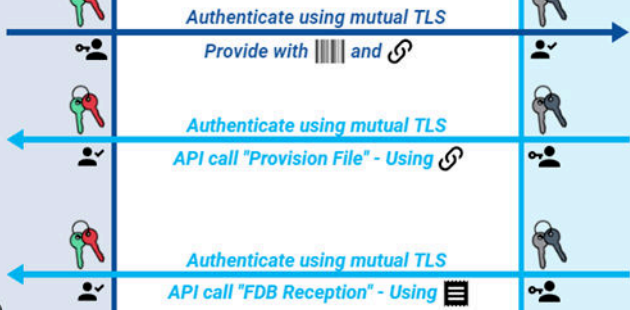 Authenticate using mutual TLS
Provide with and
Authenticate using mutual TLS
API call "Provision File" - Using
Authenticate using mutual TLS
API call "FDB Reception" - Using